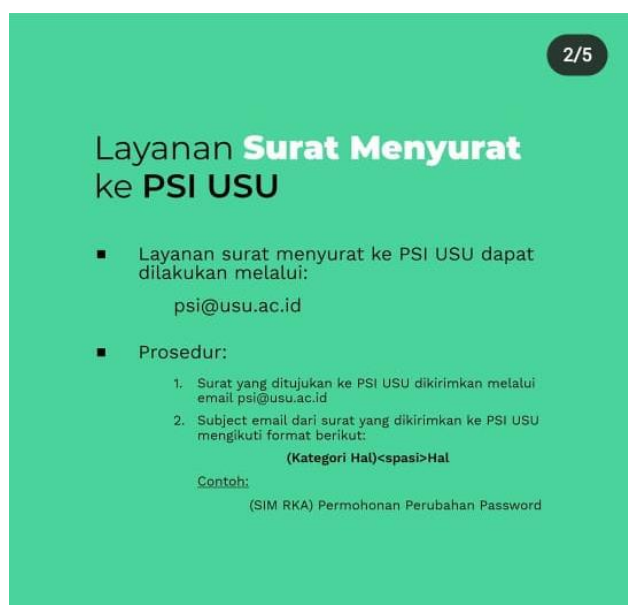 2/5
Layanan Surat Menyurat
ke PSI USU
▪ Layanan surat menyurat ke PSI USU dapat
dilakukan melalui:
psi@usu.ac.id
▪ Prosedur:
1. Surat yang ditujukan ke PSI USU dikirimkan melalui
email psi@usu.ac.id
2. Subject email dari surat yang dikirimkan ke PSI USU
mengikuti format berikut:
(Kategori Hal)<spasi>Hal
Contoh:
(SIM RKA) Permohonan Perubahan Password